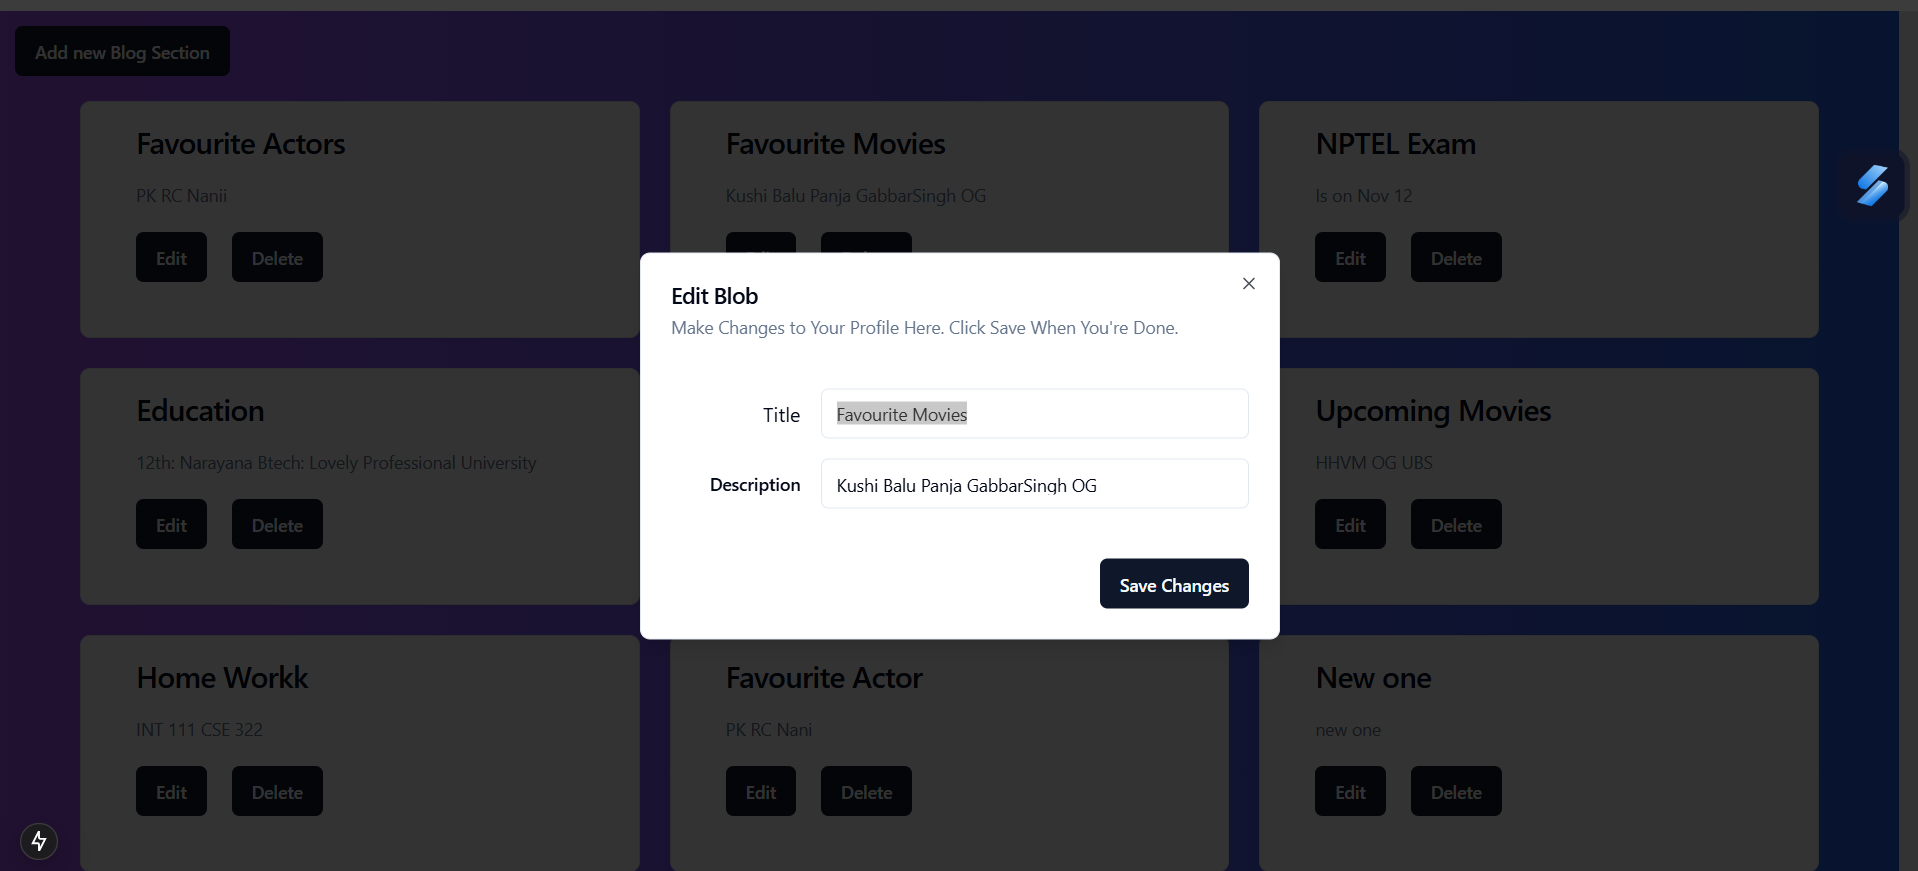 Add new Blog Section
Favourite Actors
PK RC Nanii
Edit Delete
Favourite Movies
Kushi Balu Panja GabbarSingh OG
NPTEL Exam
Is on Nov 12
Edit Delete
Edit Blob
Make Changes to Your Profile Here. Click Save When You're Done.
Title Favourite Movies
Description Kushi Balu Panja GabbarSingh OG
Save Changes
Education
12th: Narayana Btech: Lovely Professional University
Edit Delete
Upcoming Movies
HHVM OG UBS
Edit Delete
Home Workk
INT 111 CSE 322
Edit Delete
Favourite Actor
PK RC Nani
Edit Delete
New one
new one
Edit Delete